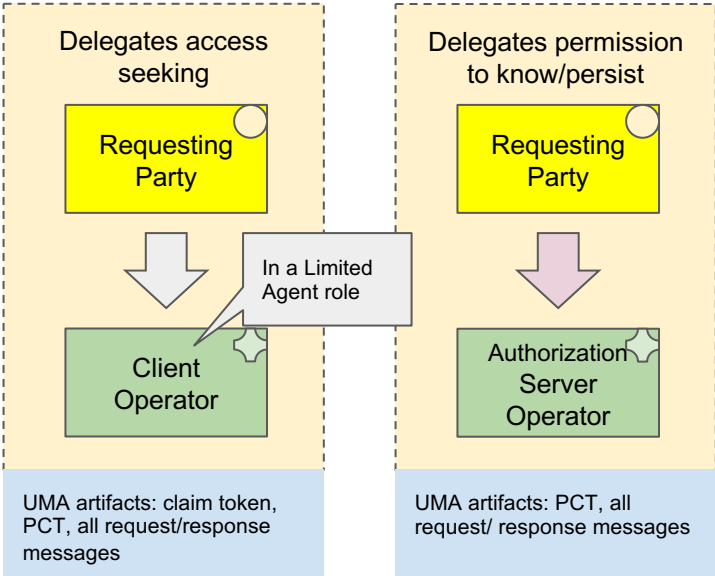 Delegates access
seeking
Requesting
Party
In a Limited
Agent role
Client
Operator
UMA artifacts: claim token,
PCT, all request/response
messages
Delegates permission
to know/persist
Requesting
Party
Authorization
Server
Operator
UMA artifacts: PCT, all
request/ response messages